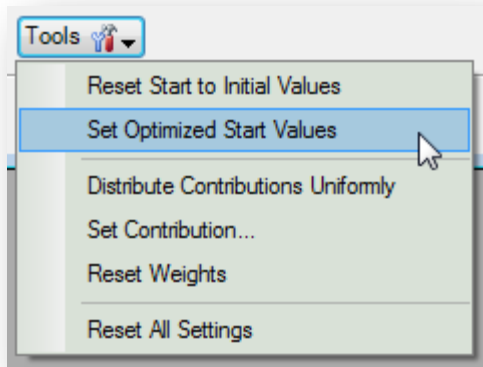 Tools
Reset Start to Initial Values
Set Optimized Start Values
Distribute Contributions Uniformly
Set Contribution...
Reset Weights
Reset All Settings